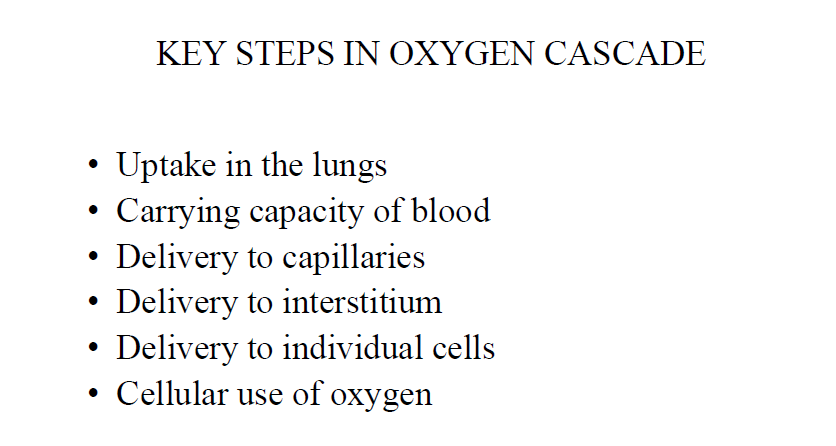 KEY STEPS IN OXYGEN CASCADE
• Uptake in the lungs
• Carrying capacity of blood
• Delivery to capillaries
• Delivery to interstitium
• Delivery to individual cells
• Cellular use of oxygen